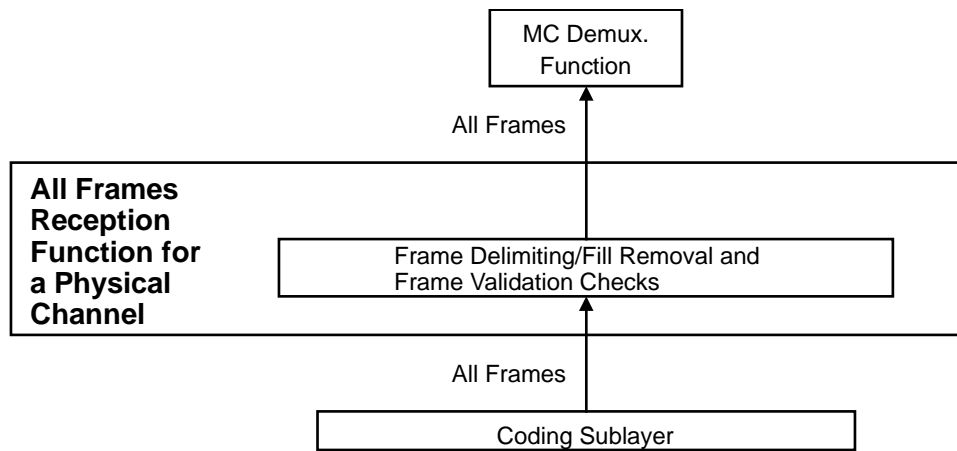 MC Demux.
Function
All Frames
All Frames
Reception
Function for
a Physical
Channel
Frame Delimiting/Fill Removal and
Frame Validation Checks
All Frames
Coding Sublayer